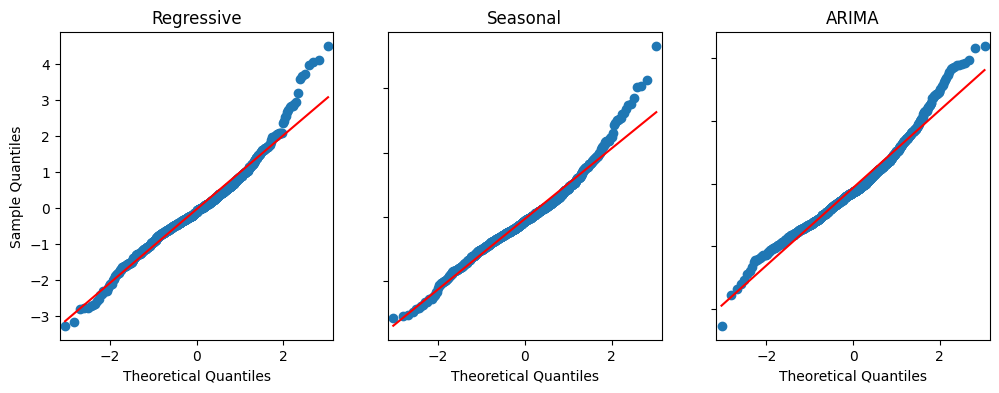 Regressive
Seasonal
ARIMA
Sample Quantiles
4
3
2
1
0
−1
−2
−3
−2
0
2
−2
0
2
−2
0
2
Theoretical Quantiles
Theoretical Quantiles
Theoretical Quantiles